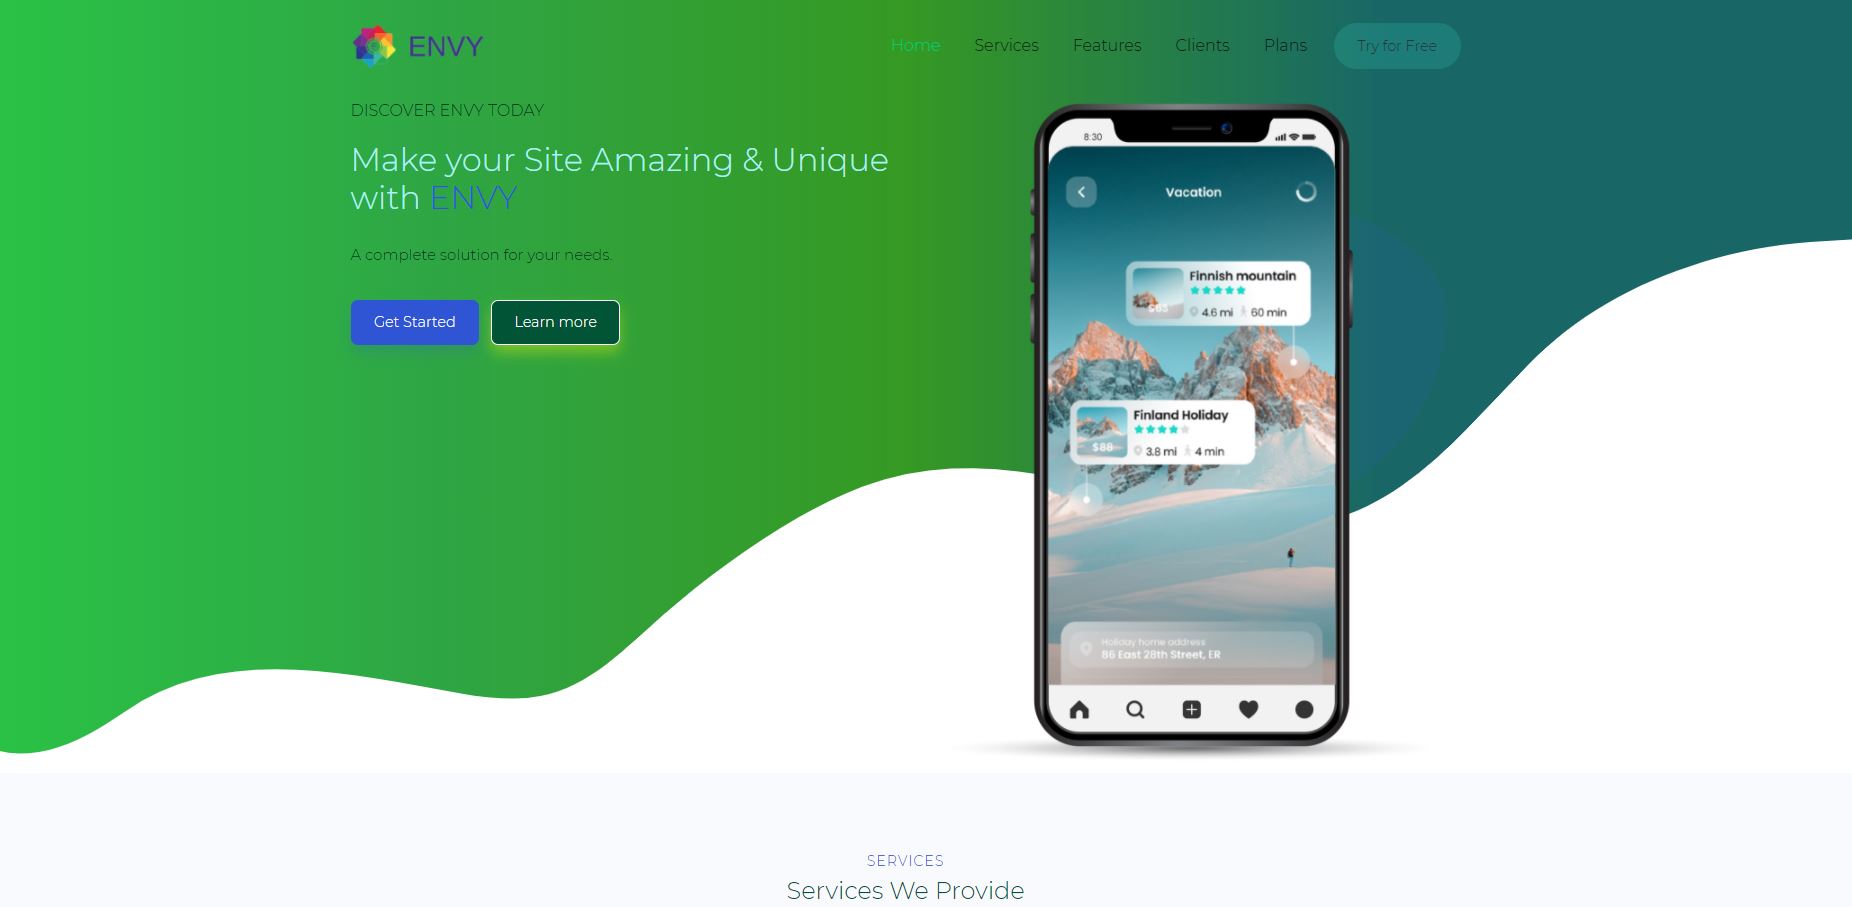 ENVY
Home Services Features Clients Plans Try for Free
DISCOVER ENVY TODAY
Make your Site Amazing & Unique
with ENVY
A complete solution for your needs.
Get Started Learn more
8:30
Vacation
Finnish mountain
$63
4.6 mi 60 min
Finland Holiday
$88
3.8 mi 4 min
Holiday home address
86 East 28th Street, ER
SERVICES
Services We Provide